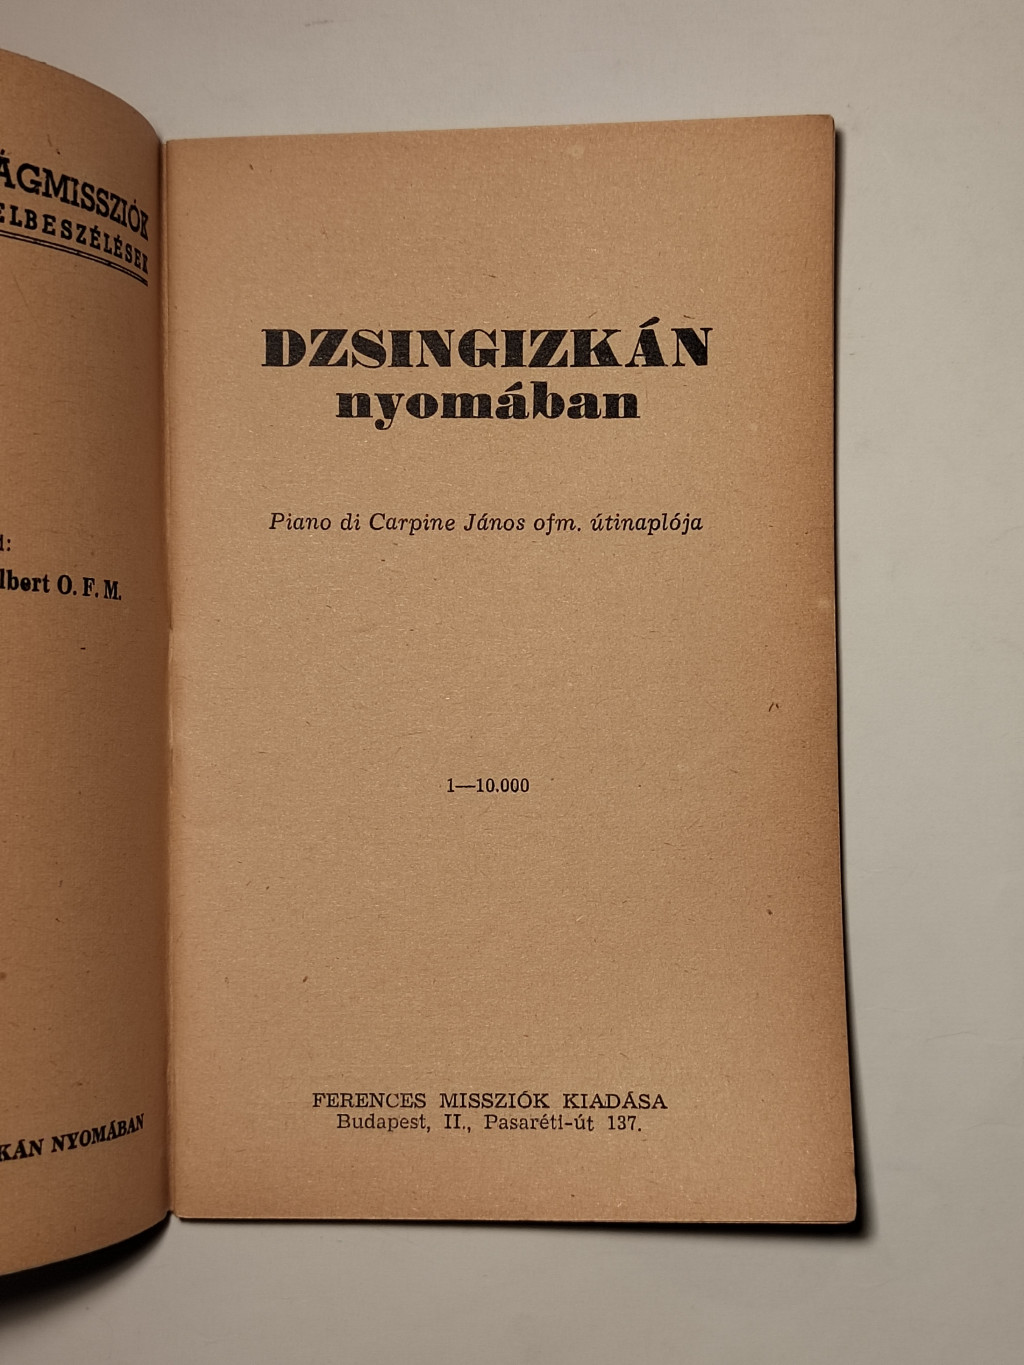 ÁGMISSZIÓK
ELBESZÉLÉSEK
lbert O. F. M.
KÁN NYOMÁBAN
DZSINGIZKÁN
nyomában
Piano di Carpine János ofm. útinaplója
1—10.000
FERENCES MISSZIÓK KIADÁSA
Budapest, II., Pasaréti-út 137.